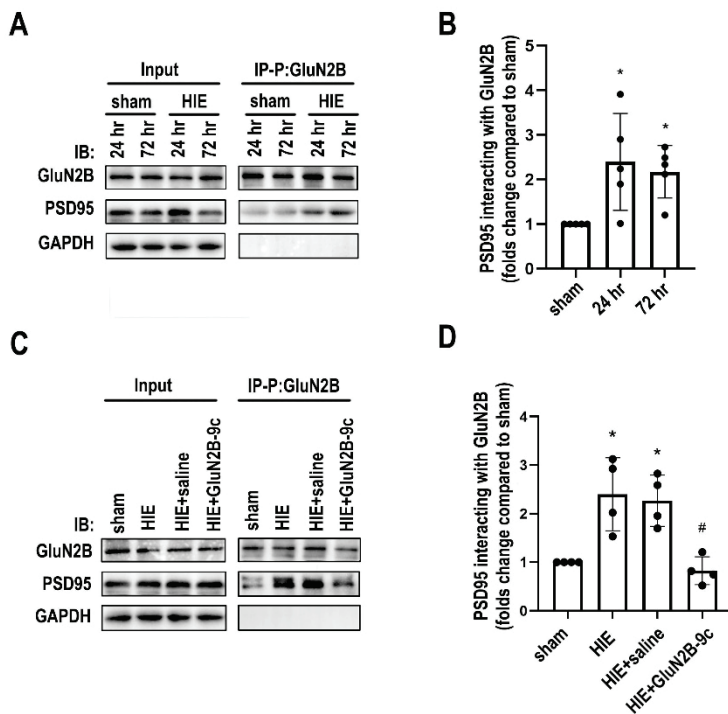 A
Input IP-P:GluN2B
sham HIE sham HIE
IB: 24 hr 72 hr 24 hr 72 hr 24 hr 72 hr 24 hr 72 hr
GluN2B
PSD95
GAPDH
B
PSD95 interacting with GluN2B
(folds change compared to sham)
5
4
3
2
1
0
* *
sham 24 hr 72 hr
C
Input IP-P:GluN2B
IB: sham HIE HIE+saline HIE+GluN2B-9c sham HIE HIE+saline HIE+GluN2B-9c
GluN2B
PSD95
GAPDH
D
PSD95 interacting with GluN2B
(folds change compared to sham)
4
3
2
1
0
* * #
sham HIE HIE+saline HIE+GluN2B-9c